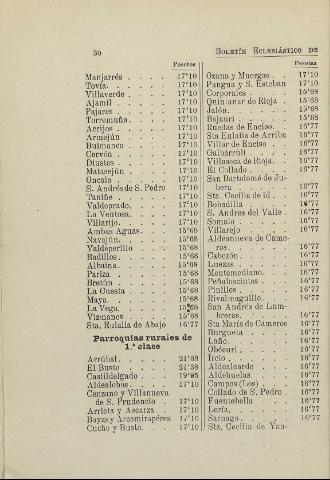 30 BOLETÍN ECLESIÁSTICO DE
Pesetas
Manjarrés . . . . . 17'10
Tovía. . . . . . 17'10
Villaverde . . . . . 17'10
Ajamil . . . . . 17'10
Pajares . . . . . 17'10
Torremuña. . . . . 17'10
Acrijos . . . . . 17'10
Armejún . . . . . 17'10
Buimanco . . . . . 17'10
Cervón . . . . . 17'10
Diustes . . . . . 17'10
Matasejún . . . . . 17'10
Oncala . . . . . 17'10
S. Andrés de S. Pedro 17'10
Taniñe . . . . . 17'10
Valdeprado. . . . . 17'10
La Ventosa. . . . . 17'10
Villarijo. . . . . 17'10
Ambas Aguas. . . . 15'68
Navajún. . . . . 15'68
Valdeperillo . . . . 15'68
Badillos. . . . . 15'68
Albaina. . . . . 15'68
Pariza . . . . . 15'68
Bretún . . . . . 15'68
La Cuesta . . . . . 15'68
Maya. . . . . . 15'68
La Vega. . . . . 15'68
Vizmanos . . . . . 15'68
Sta. Eulalia de Abajo 16'77
Parroquias rurales de
1.ª clase
Arrúbal. . . . . 21'38
El Busto . . . . . 21'38
Castildelgado . . . . 19'95
Aldealobos. . . . . 17'10
Cenzano y Villanueva
de S. Prudencio . . 17'10
Arrieta y Ascarza . . 17'10
Bayas y Arcemirapérez 17'10
Cucho y Busto. . . 17'10
Pesetas
Ozana y Muergas . . 17'10
Pangua y S. Esteban 17'10
Corporales . . . . 15'68
Quintanar de Rioja . 15'68
Jalón. . . . . . 15'68
Bajauri . . . . . 15'68
Ruedas de Enciso. . 16'77
Sta Eulalia de Arriba 16'77
Villar de Enciso . . 16'77
Galbárruli . . . . 16'77
Villaseca de Rioja. . 16'77
El Collado . . . . 16'77
San Bartolomé de Ju-
bera . . . . . 16'77
Sta. Cecilia de id . . 16'77
Bobadilla . . . . 16'77
S. Andres del Valle . 16'77
Somalo . . . . . 16'77
Villarejo . . . . 16'77
Aldeanueva de Came-
ros. . . . . . 16'77
Cabezón. . . . . 16'77
Luezas . . . . . 16'77
Montemediano. . . 16'77
Peñaloscintos . . . 16'77
Pinillos . . . . . 16'77
Rivalmaguillo. . . 16'77
San Andrés de Lum-
breras. . . . . 16'77
Sta María de Cameros 16'77
Burgueta . . . . 16'77
Laño. . . . . . 16'77
Obécuri. . . . . 16'77
Ircio . . . . . . 16'77
Aldealcardo . . . 16'77
Aldehuelas. . . . 16'77
Campos (Los) . . . 16'77
Collado de S. Pedro . 16'77
Fuentebella . . . 16'77
Lería. . . . . . 16'77
Sarnago. . . . . 16'77
Sta. Cecilia de Yan-